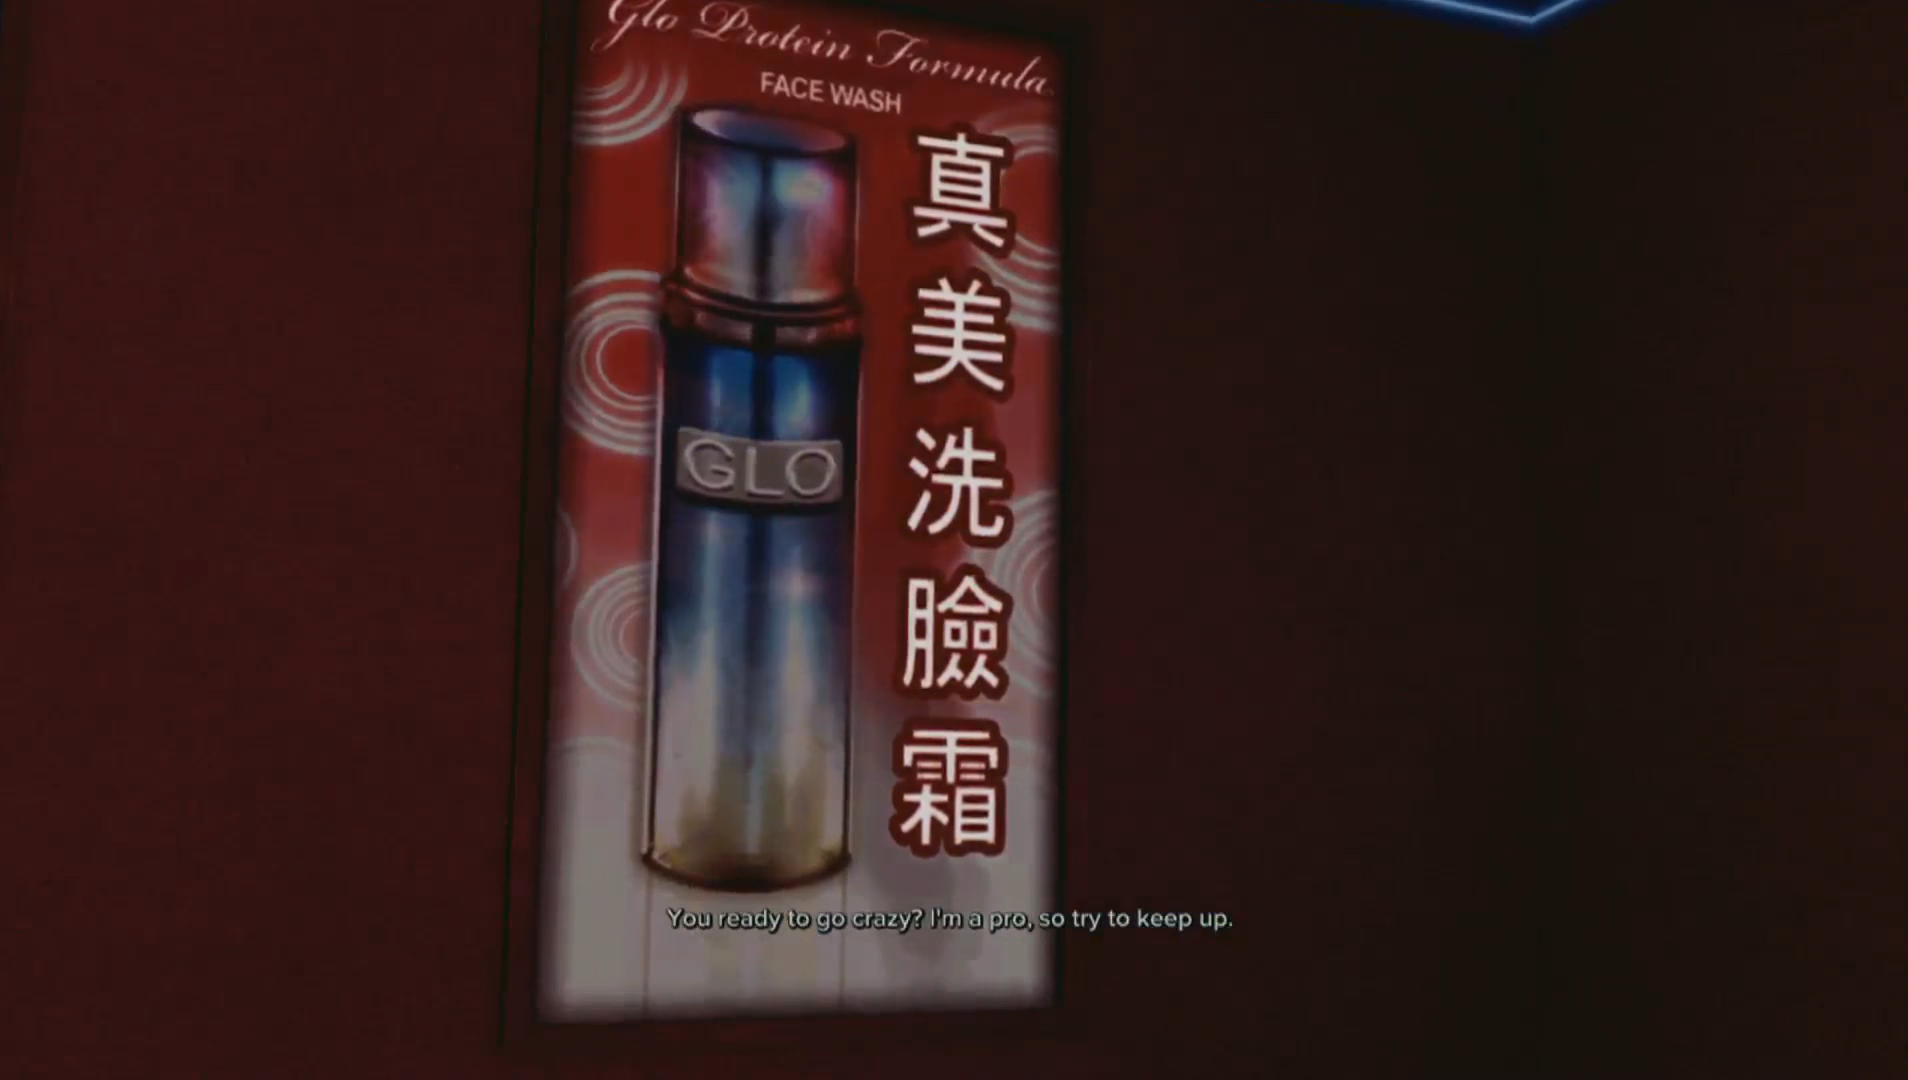 Glo Protein Formula
FACE WASH
真美洗臉霜
GLO
You ready to go crazy? I'm a pro, so try to keep up.